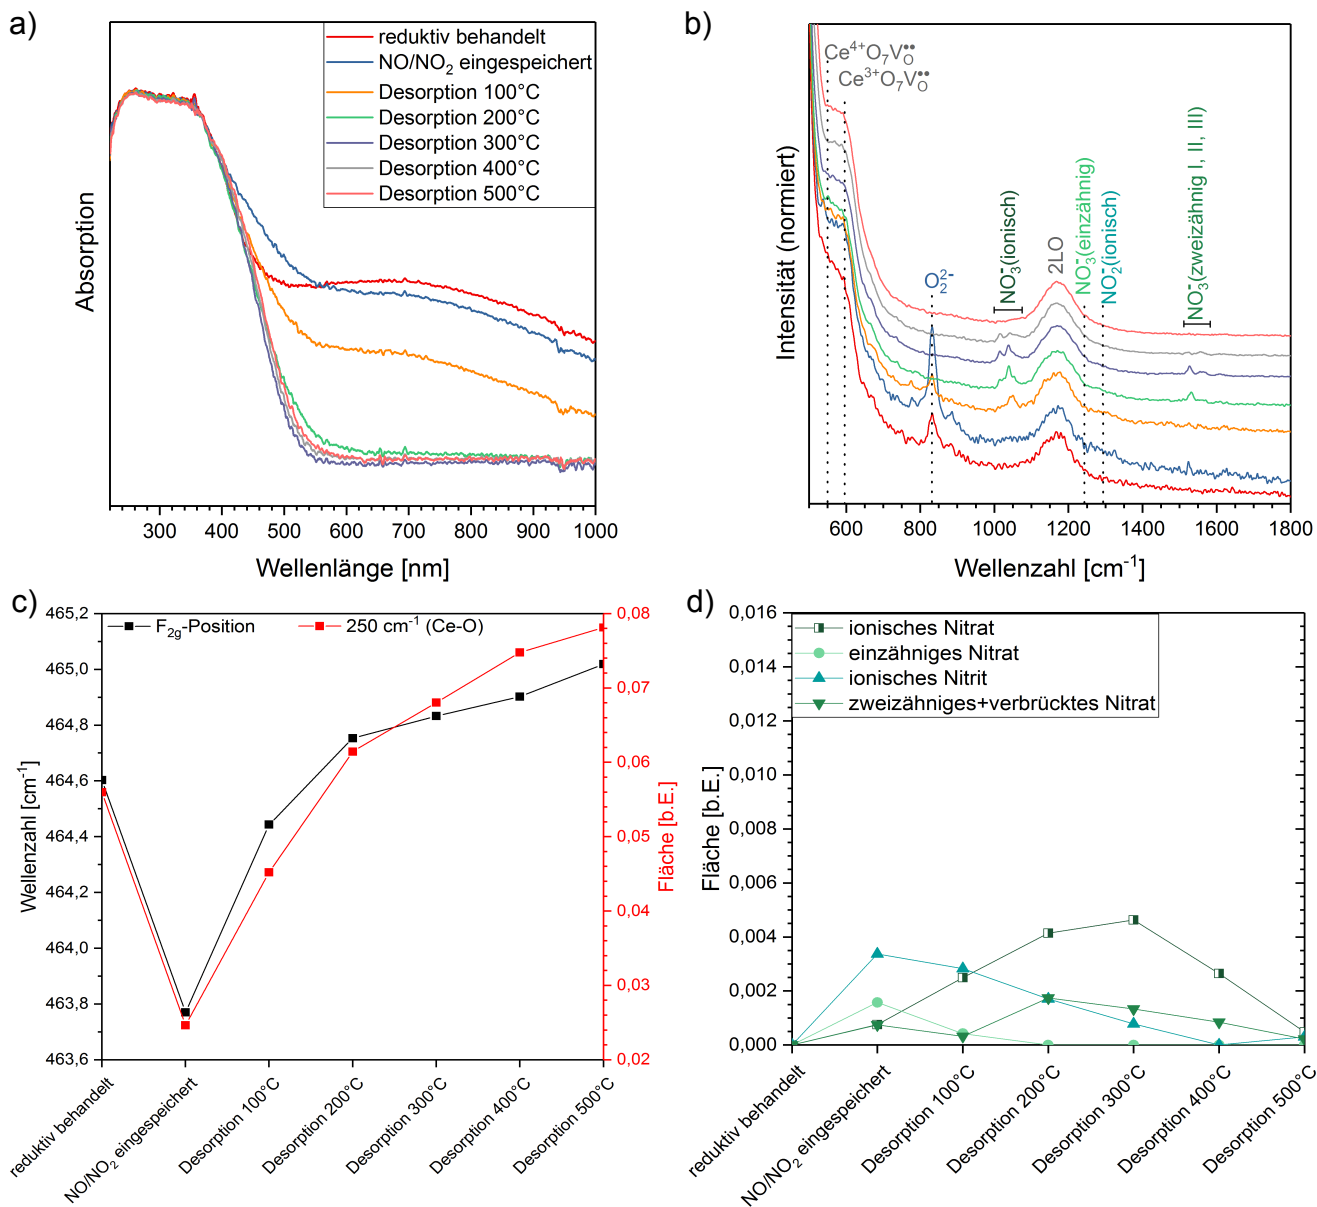 a)
Absorption
reduktiv behandelt
NO/NO₂ eingespeichert
Desorption 100°C
Desorption 200°C
Desorption 300°C
Desorption 400°C
Desorption 500°C
300 400 500 600 700 800 900 1000
Wellenlänge [nm]
b)
Intensität (normiert)
Ce⁴⁺O₇V_O^••
Ce³⁺O₇V_O^••
O₂²⁻
NO₃⁻(ionisch)
2LO
NO₃⁻(einzähnig)
NO₂⁻(ionisch)
NO₃⁻(zweizähnig I, II, III)
600 800 1000 1200 1400 1600 1800
Wellenzahl [cm⁻¹]
c)
F₂g-Position
250 cm⁻¹ (Ce-O)
Wellenzahl [cm⁻¹]
465,2
465,0
464,8
464,6
464,4
464,2
464,0
463,8
463,6
0,08
0,07
0,06
0,05
0,04
0,03
0,02
Fläche [b.E.]
reduktiv behandelt
NO/NO₂ eingespeichert
Desorption 100°C
Desorption 200°C
Desorption 300°C
Desorption 400°C
Desorption 500°C
d)
ionisches Nitrat
einzähniges Nitrat
ionisches Nitrit
zweizähniges+verbrücktes Nitrat
Fläche [b.E.]
0,016
0,014
0,012
0,010
0,008
0,006
0,004
0,002
0,000
reduktiv behandelt
NO/NO₂ eingespeichert
Desorption 100°C
Desorption 200°C
Desorption 300°C
Desorption 400°C
Desorption 500°C